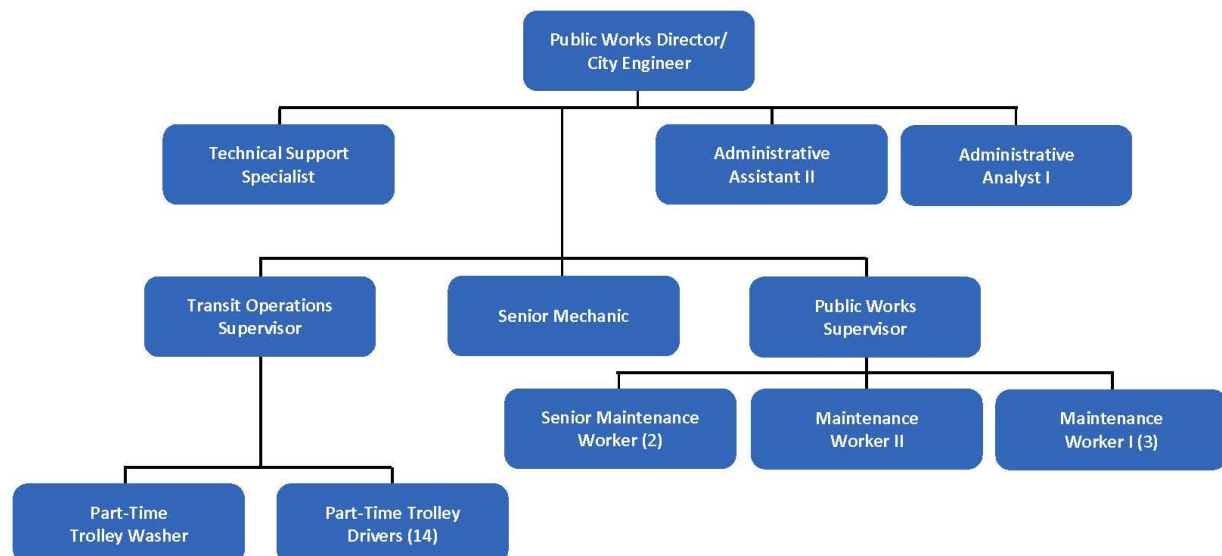 Public Works Director/
City Engineer
Technical Support
Specialist
Administrative
Assistant II
Administrative
Analyst I
Transit Operations
Supervisor
Senior Mechanic
Public Works
Supervisor
Senior Maintenance
Worker (2)
Maintenance
Worker II
Maintenance
Worker I (3)
Part-Time
Trolley Washer
Part-Time Trolley
Drivers (14)